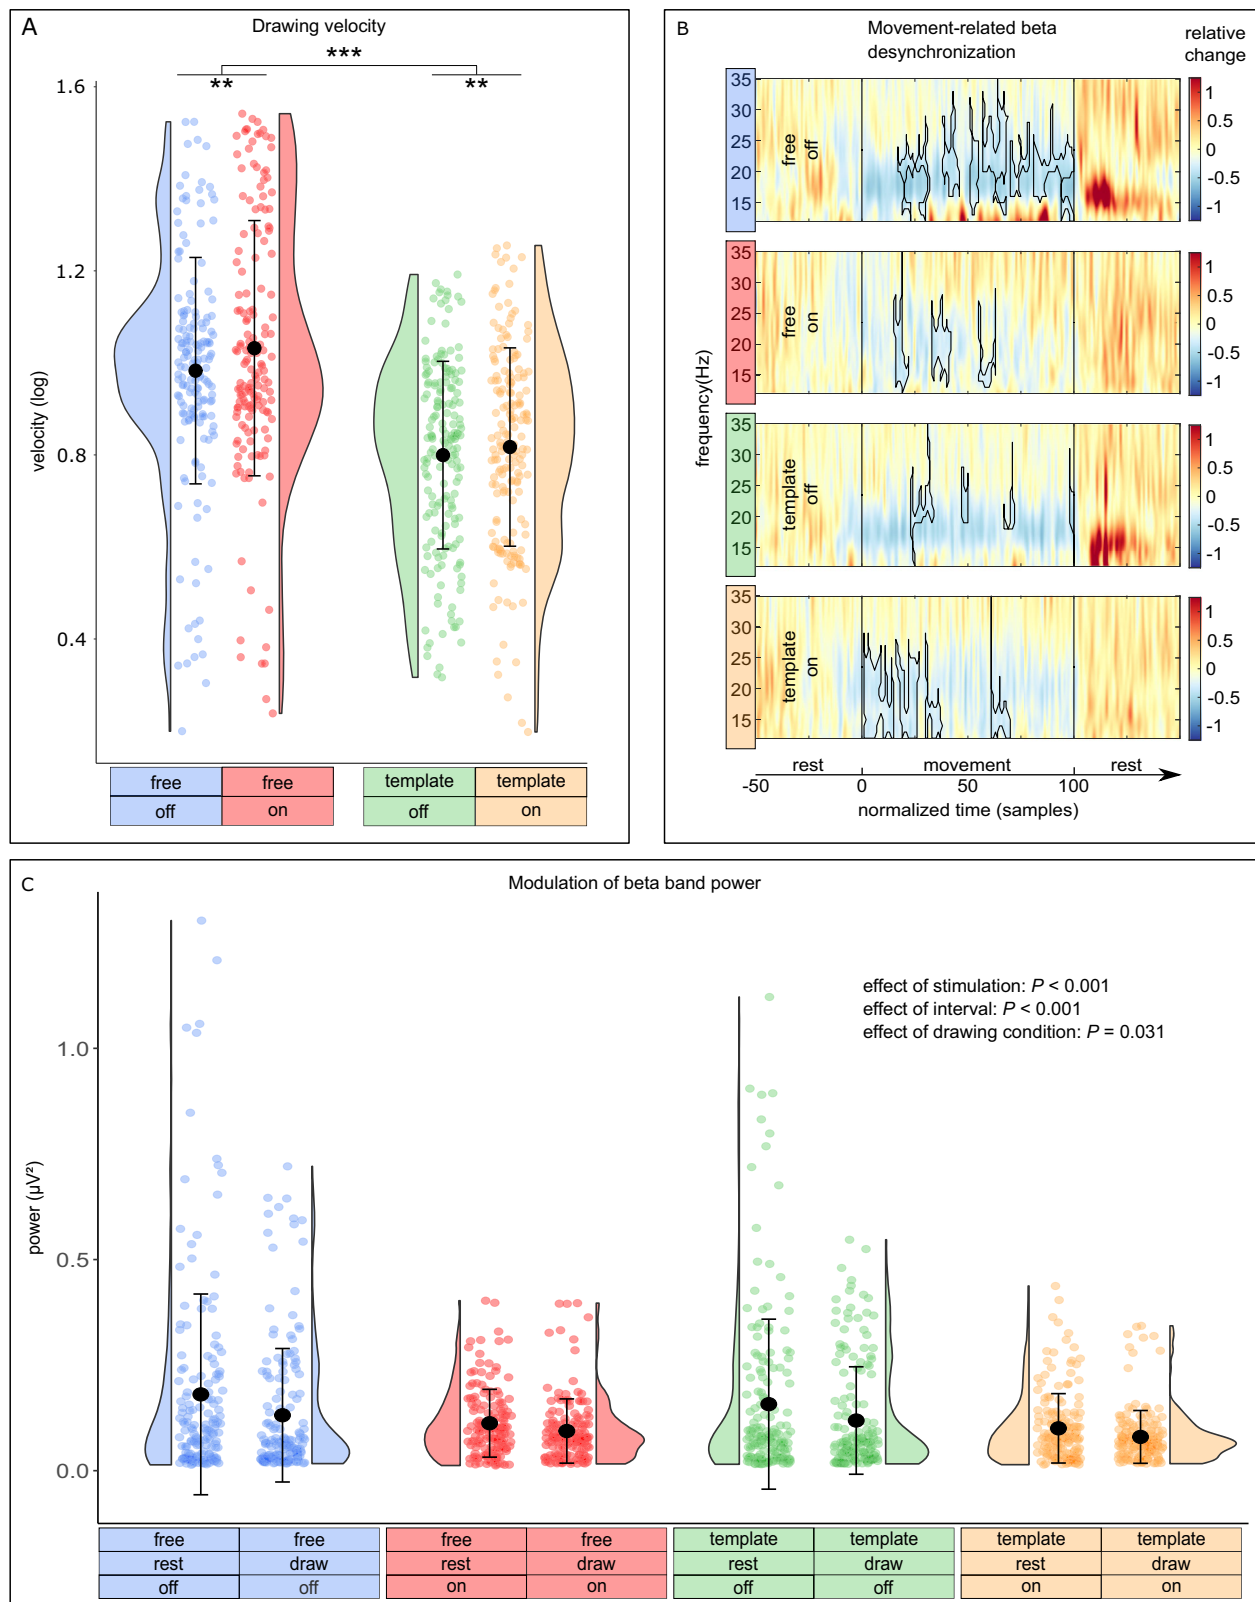 A
Drawing velocity
***
**
**
1.6
1.2
0.8
0.4
velocity (log)
free
free
template
template
off
on
off
on
B
Movement-related beta
desynchronization
relative
change
frequency(Hz)
35
30
25
20
15
free
off
1
0.5
0
-0.5
-1
35
30
25
20
15
free
on
1
0.5
0
-0.5
-1
35
30
25
20
15
template
off
1
0.5
0
-0.5
-1
35
30
25
20
15
template
on
1
0.5
0
-0.5
-1
rest
movement
rest
-50
0
50
100
normalized time (samples)
C
Modulation of beta band power
effect of stimulation: P < 0.001
effect of interval: P < 0.001
effect of drawing condition: P = 0.031
1.0
0.5
0.0
power (µV²)
free
free
free
free
template
template
template
template
rest
draw
rest
draw
rest
draw
rest
draw
off
off
on
on
off
off
on
on